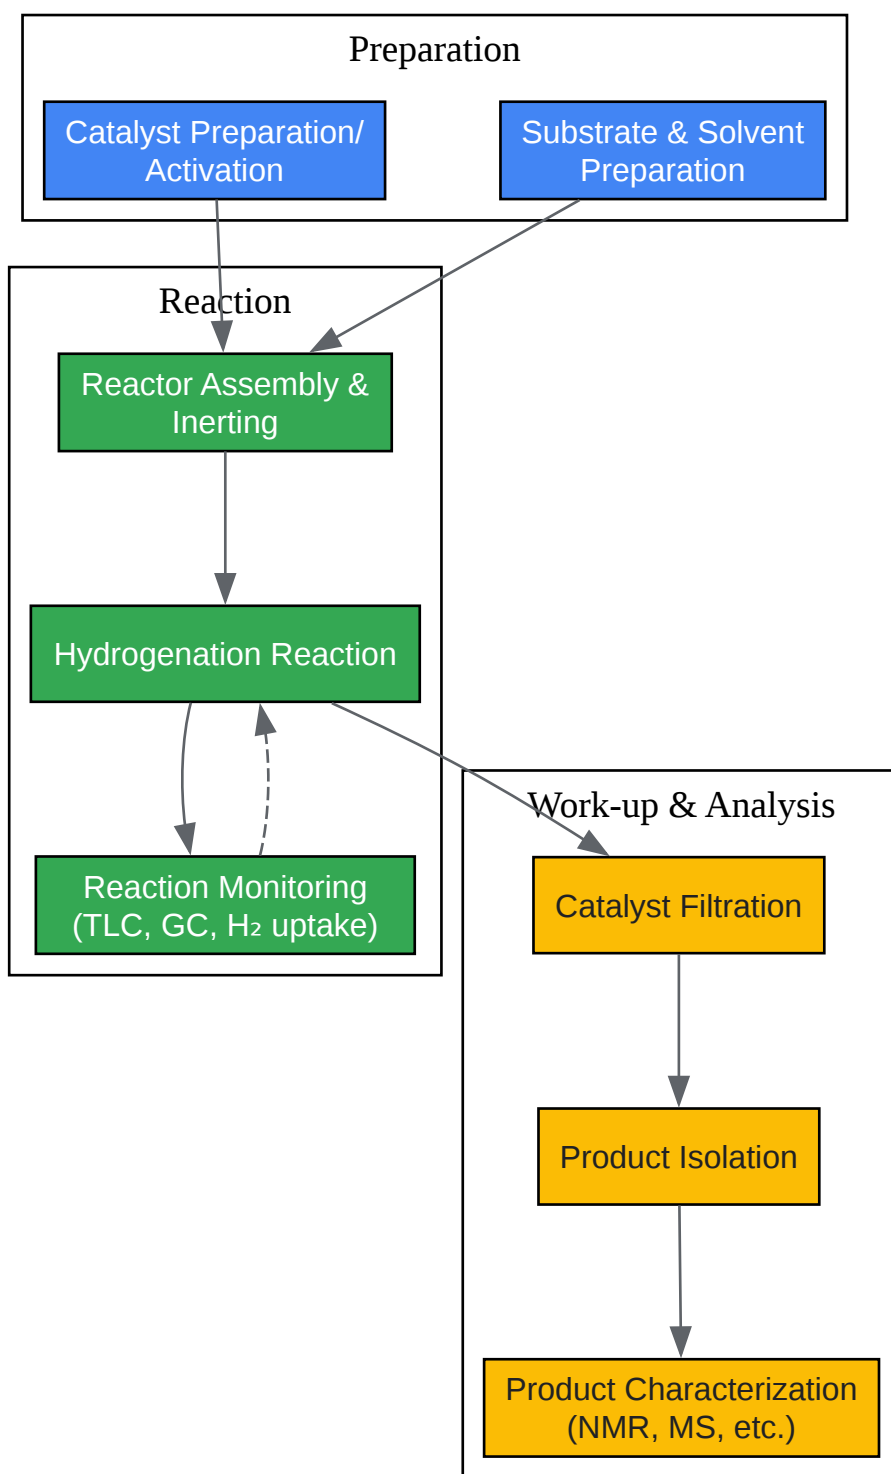 Preparation
Catalyst Preparation/
Activation
Substrate & Solvent
Preparation
Reaction
Reactor Assembly &
Inerting
Hydrogenation Reaction
Reaction Monitoring
(TLC, GC, H₂ uptake)
Work-up & Analysis
Catalyst Filtration
Product Isolation
Product Characterization
(NMR, MS, etc.)